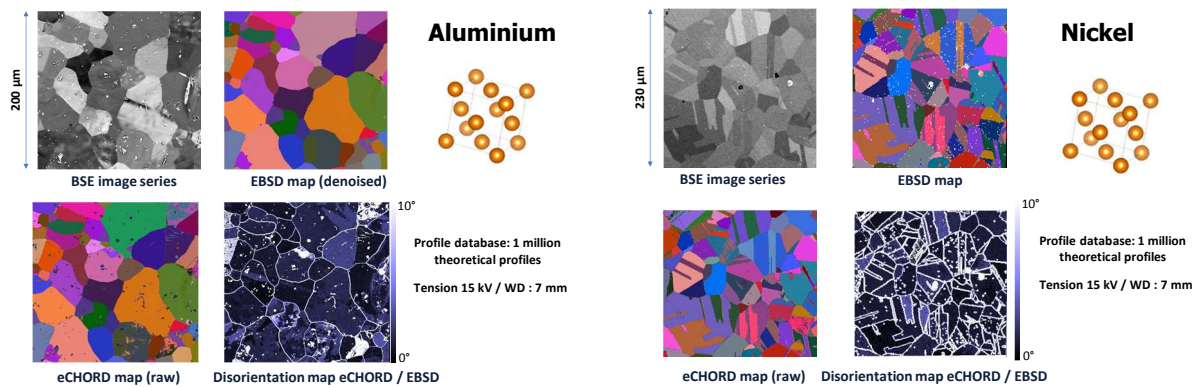 Aluminium
200 µm
BSE image series
EBSD map (denoised)
10°
Profile database: 1 million
theoretical profiles
Tension 15 kV / WD : 7 mm
0°
eCHORD map (raw)
Disorientation map eCHORD / EBSD
Nickel
230 µm
BSE image series
EBSD map
10°
Profile database: 1 million
theoretical profiles
Tension 15 kV / WD : 7 mm
0°
eCHORD map (raw)
Disorientation map eCHORD / EBSD